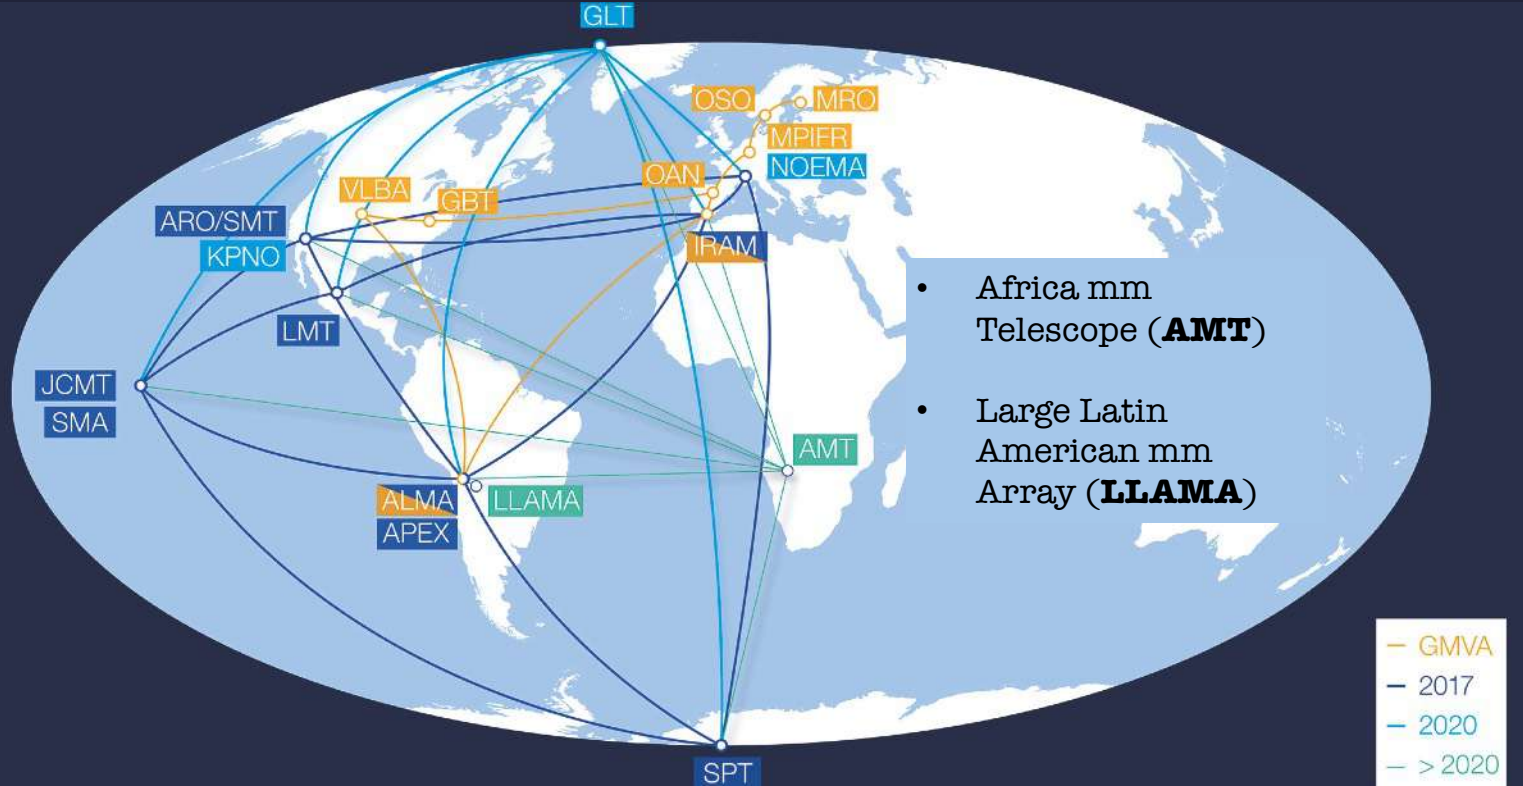 GLT
OSO
MRO
MPIFR
NOEMA
OAN
VLBA
GBT
ARO/SMT
KPNO
IRAM
LMT
JCMT
SMA
ALMA
APEX
LLAMA
AMT
SPT
• Africa mm
Telescope (AMT)
• Large Latin
American mm
Array (LLAMA)
– GMVA
– 2017
– 2020
– > 2020